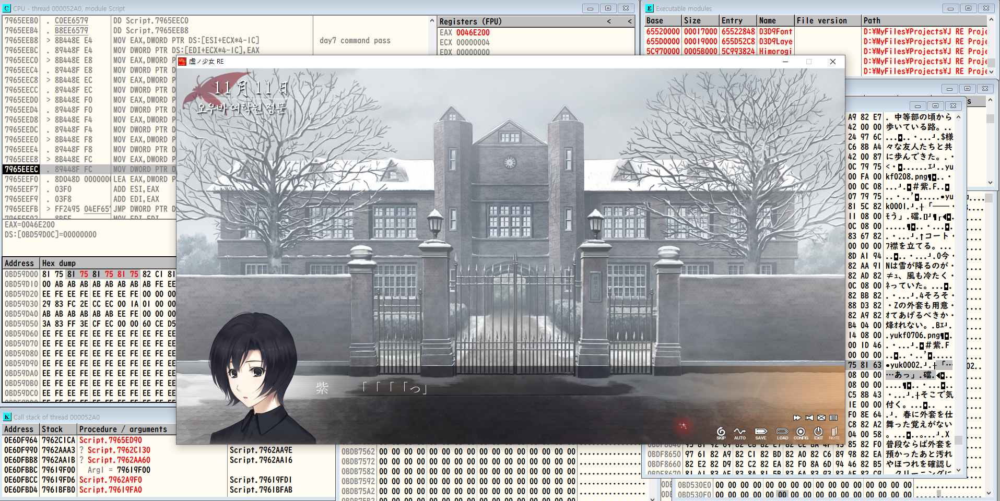 CPU - thread 000052A0, module Script
7965EEB0 . C0EE6579 DD Script.7965EEC0
7965EEB4 . B8EE6579 DD Script.7965EEB8
7965EEB8 > 8B448E E4 MOV EAX,DWORD PTR DS:[ESI+ECX*4-1C] day7 command pass
7965EEBC . 89448F E4 MOV DWORD PTR DS:[EDI+ECX*4-1C],EAX
7965EEC0 > 8B448E E8 MOV EAX,DWORD P
7965EEC4 . 89448F E8 MOV DWORD PTR D
7965EEC8 > 8B448E EC MOV EAX,DWORD P
7965EECC . 89448F EC MOV DWORD PTR D
7965EED0 > 8B448E F0 MOV EAX,DWORD P
7965EED4 . 89448F F0 MOV DWORD PTR D
7965EED8 > 8B448E F4 MOV EAX,DWORD P
7965EEDC . 89448F F4 MOV DWORD PTR D
7965EEE0 > 8B448E F8 MOV EAX,DWORD P
7965EEE4 . 89448F F8 MOV DWORD PTR D
7965EEE8 > 8B448E FC MOV EAX,DWORD P
7965EEEC . 89448F FC MOV DWORD PTR D
7965EEF0 . 8D048D 0000000( LEA EAX,DWORD P
7965EEF7 . 03F0 ADD ESI,EAX
7965EEF9 . 03F8 ADD EDI,EAX
7965EEFB > FF2495 04EF65 JMP DWORD PTR D
EAX=0046E200
DS:[0BD59D0C]=00000000
Registers (FPU) < <
EAX 0046E200
ECX 00000004
EDX 00000000
Executable modules
Base Size Entry Name File version Path
65520000 00017000 65522848 D3D9Font D:¥MyFiles¥Projects¥J RE Proje
655D0000 00019000 655D52C8 D3D9Laye D:¥MyFiles¥Projects¥J RE Proje
5C970000 0005B000 5C993824 Himorogi D:¥MyFiles¥Projects¥J RE Proje
D:¥MyFiles¥Projects¥J RE Proje
D:¥MyFiles¥Projects¥J RE Proje
虚ノ少女 RE
11月11日
오우바 여학원 정문
紫 「「「「っ」
SKIP AUTO SAVE LOAD CONFIG EXIT NOTE
Address Hex dump
0BD59D00 81 75 81 75 81 75 81 75 82 C1 81
0BD59D10 00 AB AB AB AB AB AB AB AB FE EE
0BD59D20 EE FE EE FE EE FE EE FE 00 00 00
0BD59D30 29 83 FC 2E CC EC 00 1A 01 00 00
0BD59D40 AB AB AB AB AB AB EE FE 00 00 00
0BD59D50 3A 83 FF 3E CF EC 00 00 60 CE D5
0BD59D60 EE FE EE FE EE FE EE FE EE FE EE
0BD59D70 EE FE EE FE EE FE EE FE EE FE EE
0BD59D80 EE FE EE FE EE FE EE FE EE FE EE
0BD59D90 EE FE EE FE EE FE EE FE EE FE EE
0BD59DA0 EE FE EE FE EE FE EE FE EE FE EE
0BD59DB0 EE FE EE FE EE FE EE FE EE FE EE
0BD59DC0 EE FE EE FE EE FE EE FE EE FE EE
Call stack of thread 000052A0
Address Stack Procedure / arguments
0E6DF964 7962C1CA Script.7965ED90
0E6DF990 7962AAA3 ? Script.7962C130 Script.7962AA9E
0E6DFBB8 7962AA1B ? Script.7962AA60 Script.7962AA16
0E6DFBBC 79619F00 Arg1 = 79619F00
0E6DFBCC 79619FD6 Script.7962A9F0 Script.79619FD1
0E6DFBD4 7961BFB0 Script.79619FA0 Script.7961BFAB
A9 82 E7 . 中等部の頃から
42 00 00 歩いている路。..
24 97 6C $様
C6 8B A4 々な友人たちと共
42 00 87 に歩んできた。.
0C 79 75 yu
00 FA 00 kf0208.png
00 0C 08 #紫.F
07 79 75 yu
81 5C 82 k0001. 「――
11 08 00 もう」
0C 08 00
83 67 82 コート
00 00 00 襟を立てる。...
8D A1 94 0今
82 AA 91 Nは雪が降るのが
82 AD 82 、風も冷たく
0C 08 00 っていた。...
82 BB 82 4そろそ
88 D3 82 Zの外套も用意
82 A9 82 てあげるべきか
B4 04 00 れない。.
14 08 00 .yukf0706.png
00 1D 46 #紫.F
00 00 00
75 81 63 yuk0002. 「…
08 00 00 …あっ」
08 00 00
C5 8B 43 そこで気
1E 00 00 付く。...
F0 8E 64 . 春に外套を仕
C8 82 A2 舞った覚えがない
04 00 58 。 X
85 82 F0 普段ならば外套を
98 82 EA 預かったあと汚れ
46 82 B5 やほつれを確認し
0BDF8650 97 61 82 A9 82 C1 82 BD 82 A0 82 C6 89 98 82 EA
0BDF8660 82 E2 82 D9 82 C2 82 EA 82 F0 8A 6D 94 46 82 B5
0BDB7562 00 00 00 00 00 00 00 00 00 00 00 00 00 00 00 00 ................
0BDB7572 00 00 00 00 00 00 00 00 00 00 00 00 00 00 00 00 ................
0BDB7582 00 00 00 00 00 00 00 00 00 00 00 00 00 00 00 00 ................
0BDB7592 00 00 00 00 00 00 00 00 00 00 00 00 00 00 00 00 ................
0BDB75A2 00 00 00 00 00 00 00 00 00 00 00 00 00 00 00 00 ................
0BD530E0 00 00 00 00 00 00 00 00 00 00 00 00 00 00 00 00 ................
0BD530F0 00 00 00 00 00 00 00 00 00 00 00 00 00 00 00 00 ................